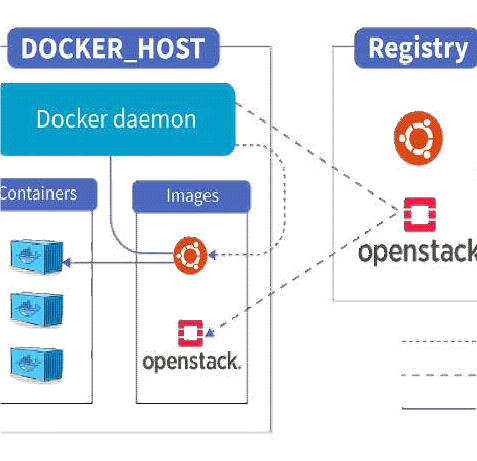 DOCKER_HOST
Registry
Docker daemon
Containers
Images
openstack
openstack.